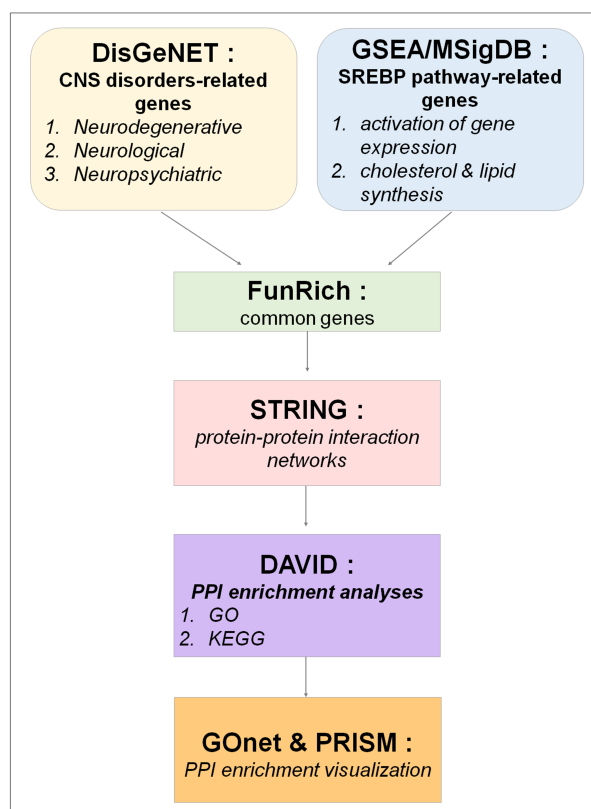 DisGeNET :
CNS disorders-related
genes
1. Neurodegenerative
2. Neurological
3. Neuropsychiatric
GSEA/MSigDB :
SREBP pathway-related
genes
1. activation of gene
expression
2. cholesterol & lipid
synthesis
FunRich :
common genes
STRING :
protein-protein interaction
networks
DAVID :
PPI enrichment analyses
1. GO
2. KEGG
GOnet & PRISM :
PPI enrichment visualization